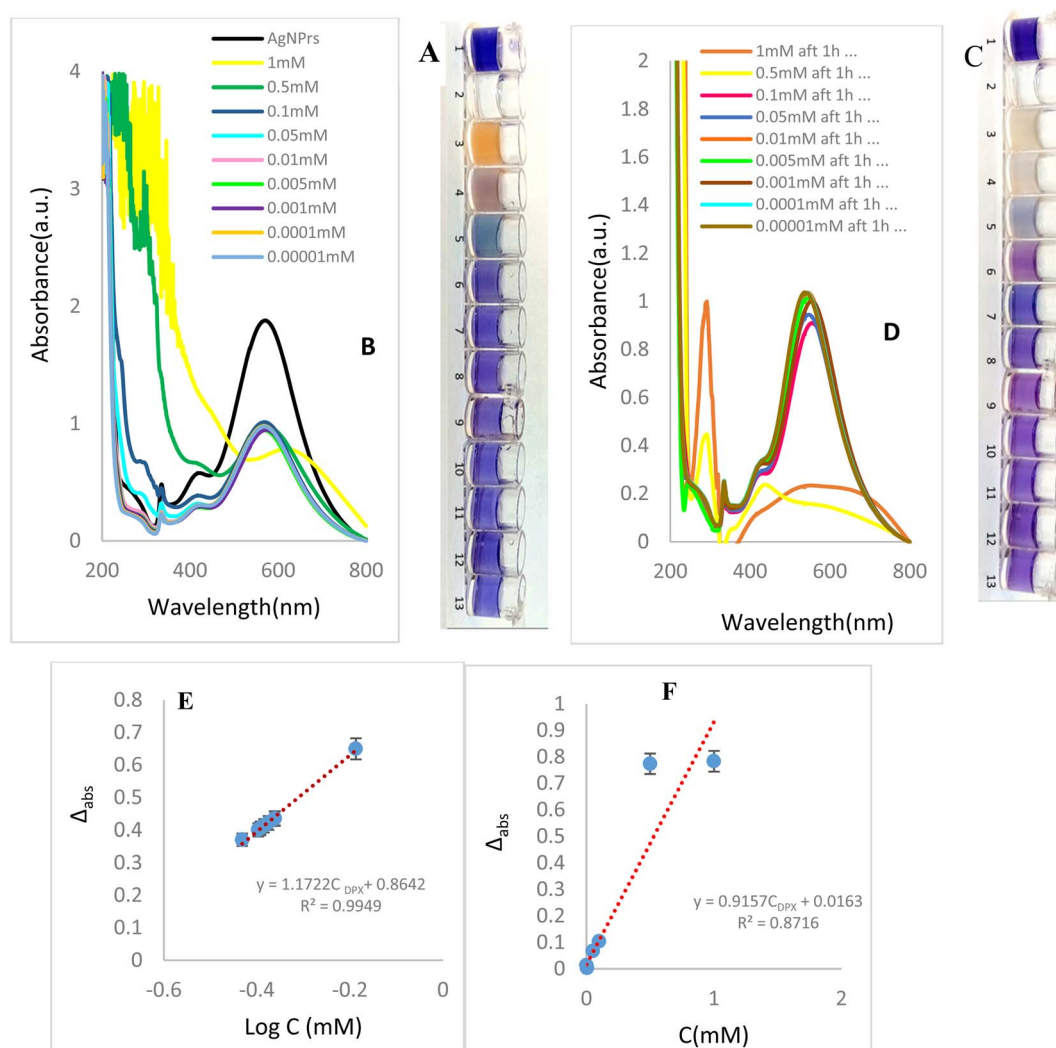 A
B
AgNPrs
1mM
0.5mM
0.1mM
0.05mM
0.01mM
0.005mM
0.001mM
0.0001mM
0.00001mM
Absorbance(a.u.)
4
3
2
1
0
200 400 600 800
Wavelength(nm)
1
2
3
4
5
6
7
8
9
10
11
12
13
C
D
1mM aft 1h ...
0.5mM aft 1h ...
0.1mM aft 1h ...
0.05mM aft 1h ...
0.01mM aft 1h ...
0.005mM aft 1h ...
0.001mM aft 1h ...
0.0001mM aft 1h ...
0.00001mM aft 1h ...
Absorbance(a.u.)
2
1.8
1.6
1.4
1.2
1
0.8
0.6
0.4
0.2
0
200 400 600 800
Wavelength(nm)
1
2
3
4
5
6
7
8
9
10
11
12
13
E
Δabs
0.8
0.7
0.6
0.5
0.4
0.3
0.2
0.1
0
y = 1.1722C DPX+ 0.8642
R² = 0.9949
-0.6 -0.4 -0.2 0
Log C (mM)
F
Δabs
1
0.9
0.8
0.7
0.6
0.5
0.4
0.3
0.2
0.1
0
y = 0.9157CDPX + 0.0163
R² = 0.8716
0 1 2
C(mM)